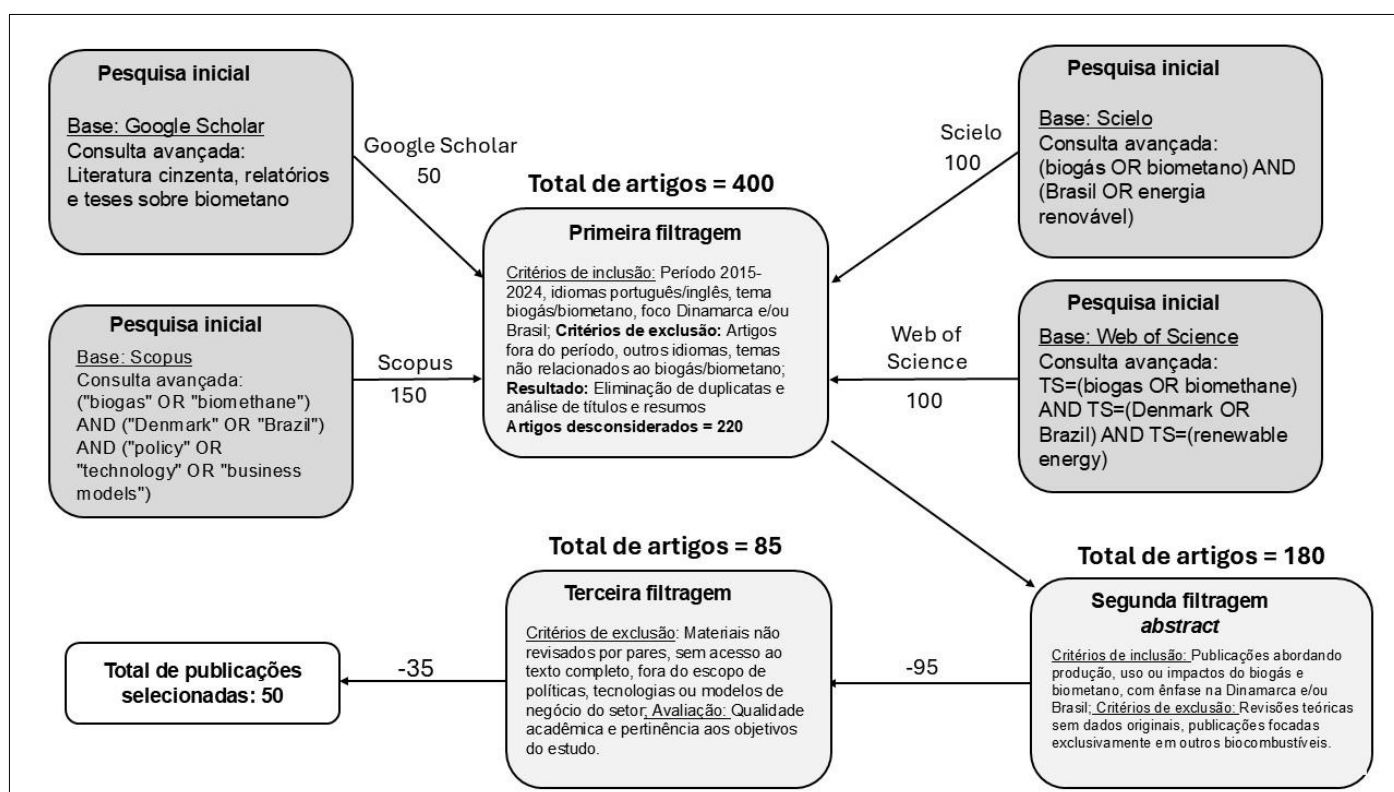 Pesquisa inicial
Base: Google Scholar
Consulta avançada:
Literatura cinzenta, relatórios
e teses sobre biometano
Google Scholar
50
Pesquisa inicial
Base: Scielo
Consulta avançada:
(biogás OR biometano) AND
(Brasil OR energia
renovável)
Scielo
100
Total de artigos = 400
Primeira filtragem
Critérios de inclusão: Período 2015-
2024, idiomas português/inglês, tema
biogás/biometano, foco Dinamarca e/ou
Brasil; Critérios de exclusão: Artigos
fora do período, outros idiomas, temas
não relacionados ao biogás/biometano;
Resultado: Eliminação de duplicatas e
análise de títulos e resumos
Artigos desconsiderados = 220
Pesquisa inicial
Base: Scopus
Consulta avançada:
("biogas" OR "biomethane")
AND ("Denmark" OR "Brazil")
AND ("policy" OR
"technology" OR "business
models")
Scopus
150
Pesquisa inicial
Base: Web of Science
Consulta avançada:
TS=(biogas OR biomethane)
AND TS=(Denmark OR
Brazil) AND TS=(renewable
energy)
Web of
Science
100
Total de artigos = 180
Segunda filtragem
abstract
Critérios de inclusão: Publicações abordando
produção, uso ou impactos do biogás e
biometano, com ênfase na Dinamarca e/ou
Brasil; Critérios de exclusão: Revisões teóricas
sem dados originais, publicações focadas
exclusivamente em outros biocombustíveis.
-95
Total de artigos = 85
Terceira filtragem
Critérios de exclusão: Materiais não
revisados por pares, sem acesso ao
texto completo, fora do escopo de
políticas, tecnologias ou modelos de
negócio do setor; Avaliação: Qualidade
acadêmica e pertinência aos objetivos
do estudo.
-35
Total de publicações
selecionadas: 50